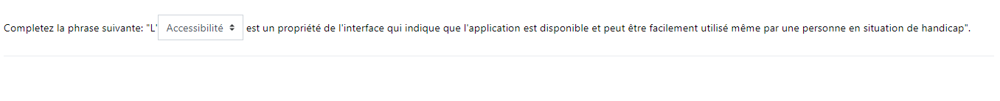 Completez la phrase suivante: "L' Accessibilité est un propriété de l'interface qui indique que l'application est disponible et peut être facilement utilisé même par une personne en situation de handicap".